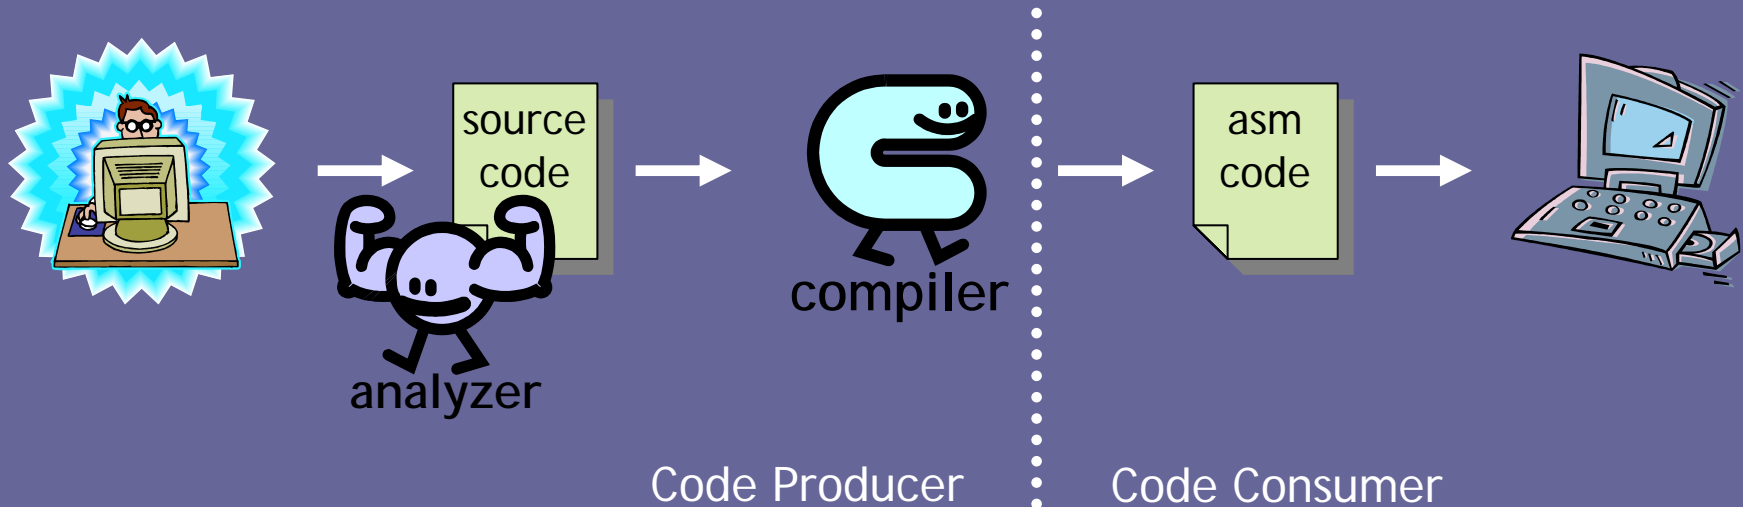 source
code
analyzer
compiler
asm
code
Code Producer
Code Consumer